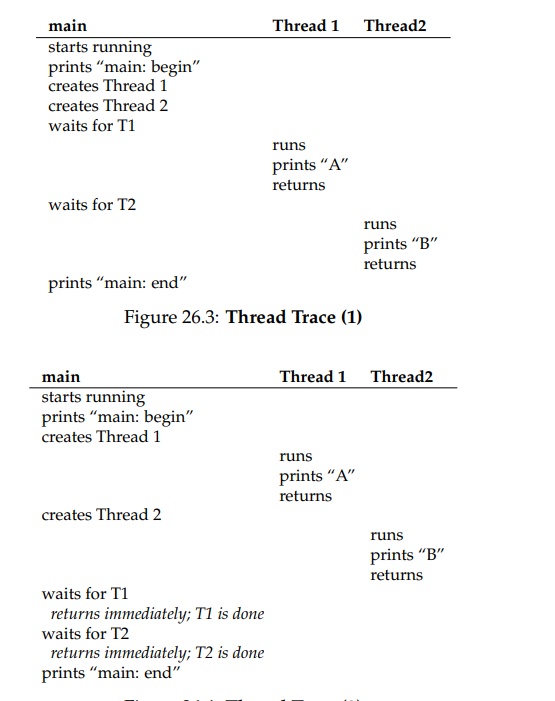 main Thread 1 Thread2
starts running
prints “main: begin”
creates Thread 1
creates Thread 2
waits for T1
runs
prints “A”
returns
waits for T2
runs
prints “B”
returns
prints “main: end”
Figure 26.3: Thread Trace (1)
main Thread 1 Thread2
starts running
prints “main: begin”
creates Thread 1
runs
prints “A”
returns
creates Thread 2
runs
prints “B”
returns
waits for T1
returns immediately; T1 is done
waits for T2
returns immediately; T2 is done
prints “main: end”